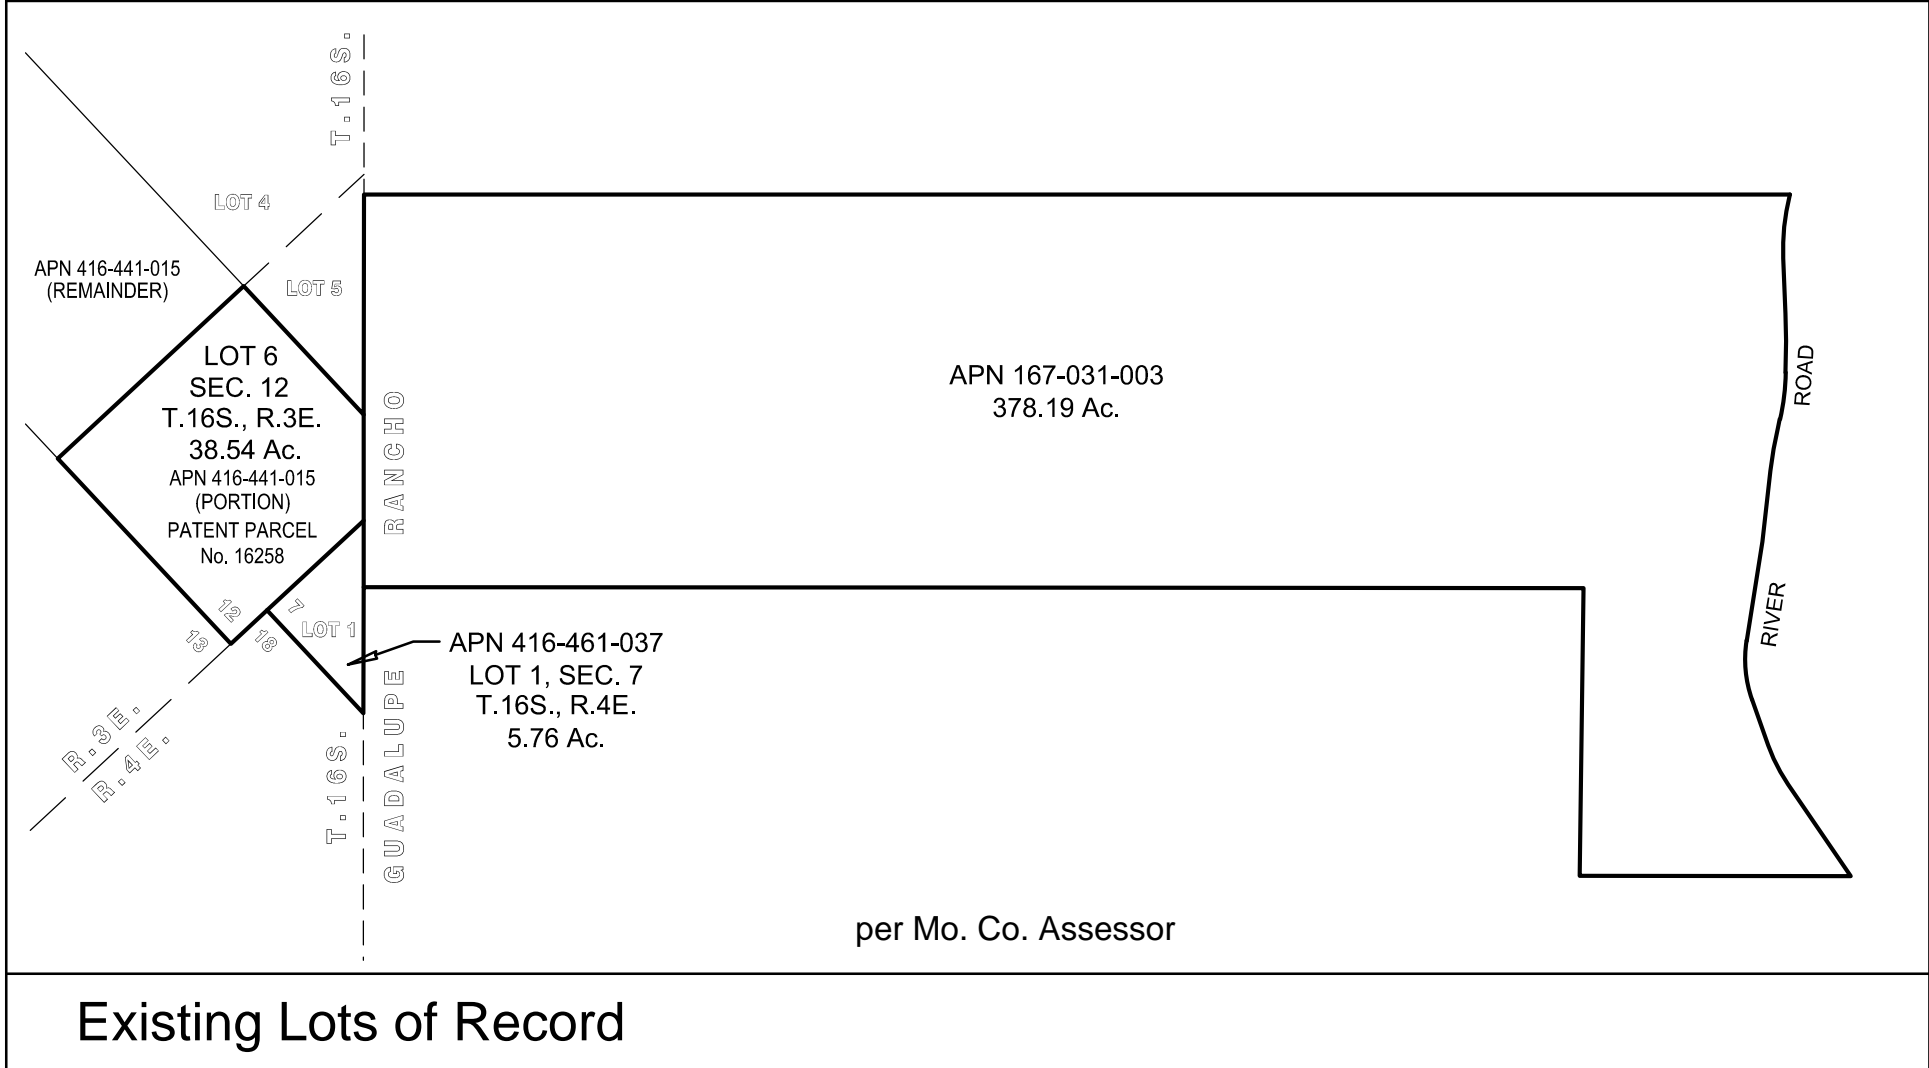 T.16S.
LOT 4
APN 416-441-015
(REMAINDER)
LOT 5
LOT 6
SEC. 12
T.16S., R.3E.
38.54 Ac.
APN 416-441-015
(PORTION)
PATENT PARCEL
No. 16258
RANCHO
APN 167-031-003
378.19 Ac.
ROAD
RIVER
12
7
13
18
LOT 1
APN 416-461-037
LOT 1, SEC. 7
T.16S., R.4E.
5.76 Ac.
R.3E.
R.4E.
T.16S.
GUADALUPE
per Mo. Co. Assessor
Existing Lots of Record